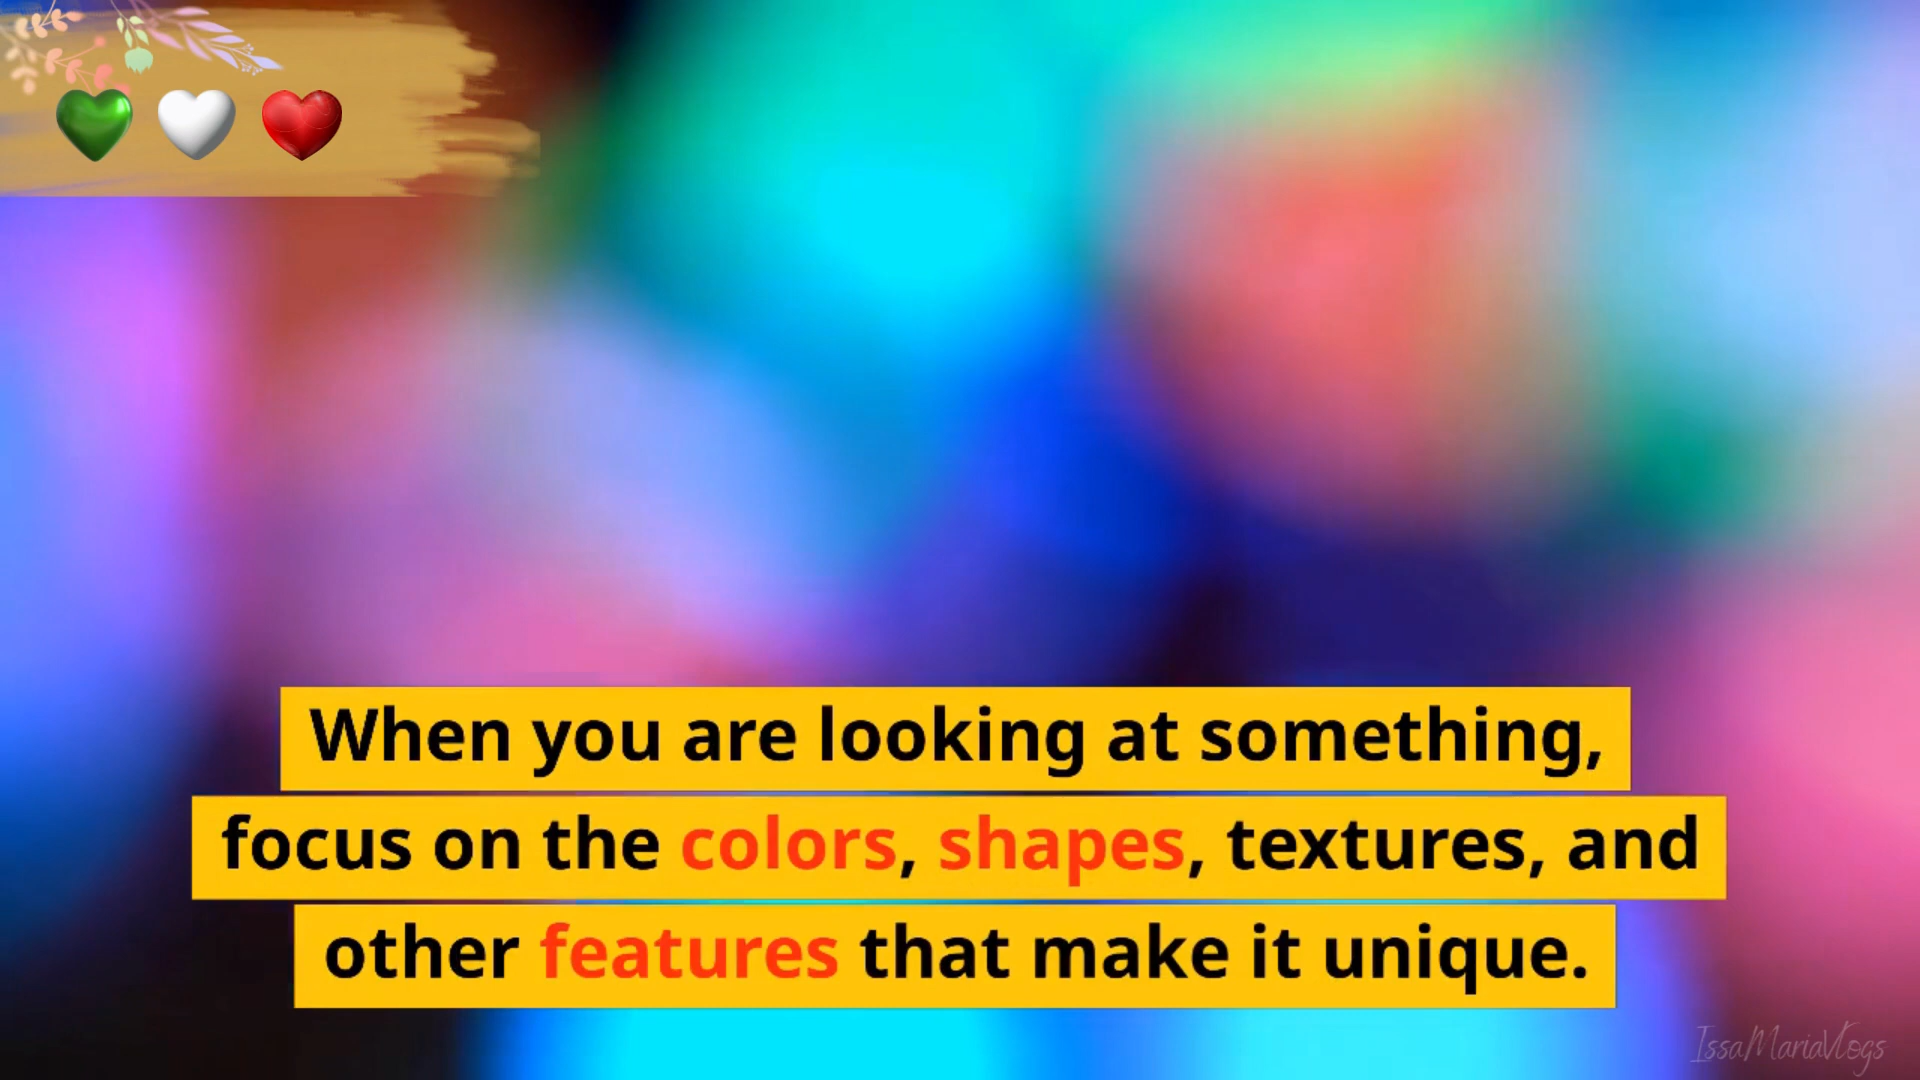 When you are looking at something,
focus on the colors, shapes, textures, and
other features that make it unique.
IssaMariaVlogs